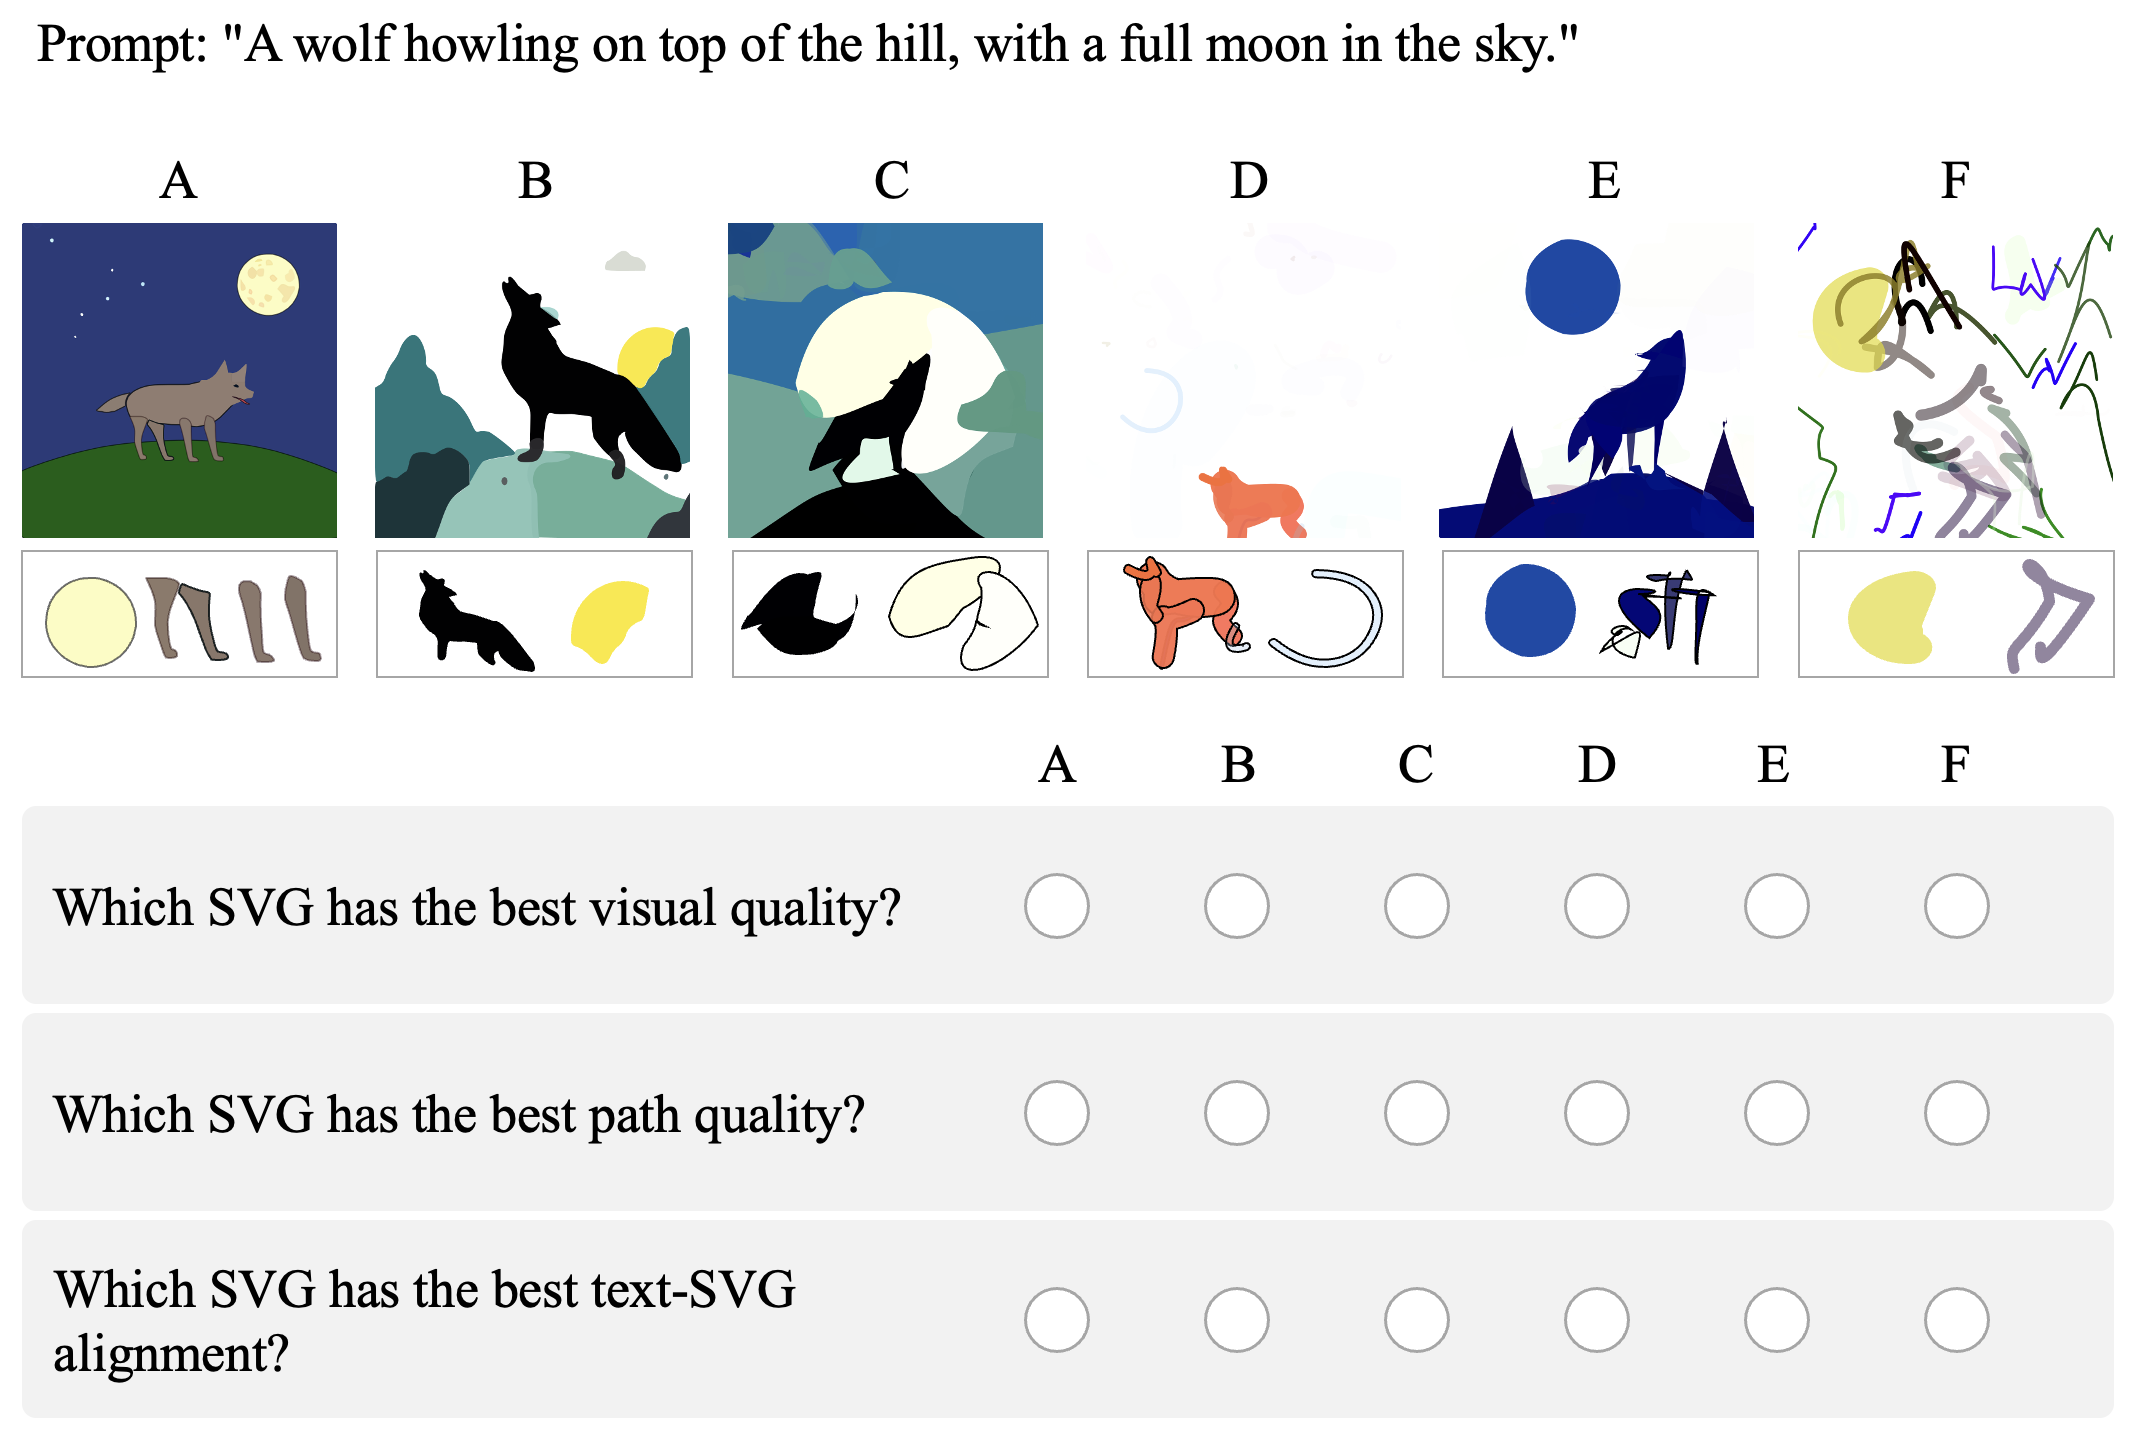 Prompt: "A wolf howling on top of the hill, with a full moon in the sky."
A B C D E F
A B C D E F
Which SVG has the best visual quality?
Which SVG has the best path quality?
Which SVG has the best text-SVG
alignment?